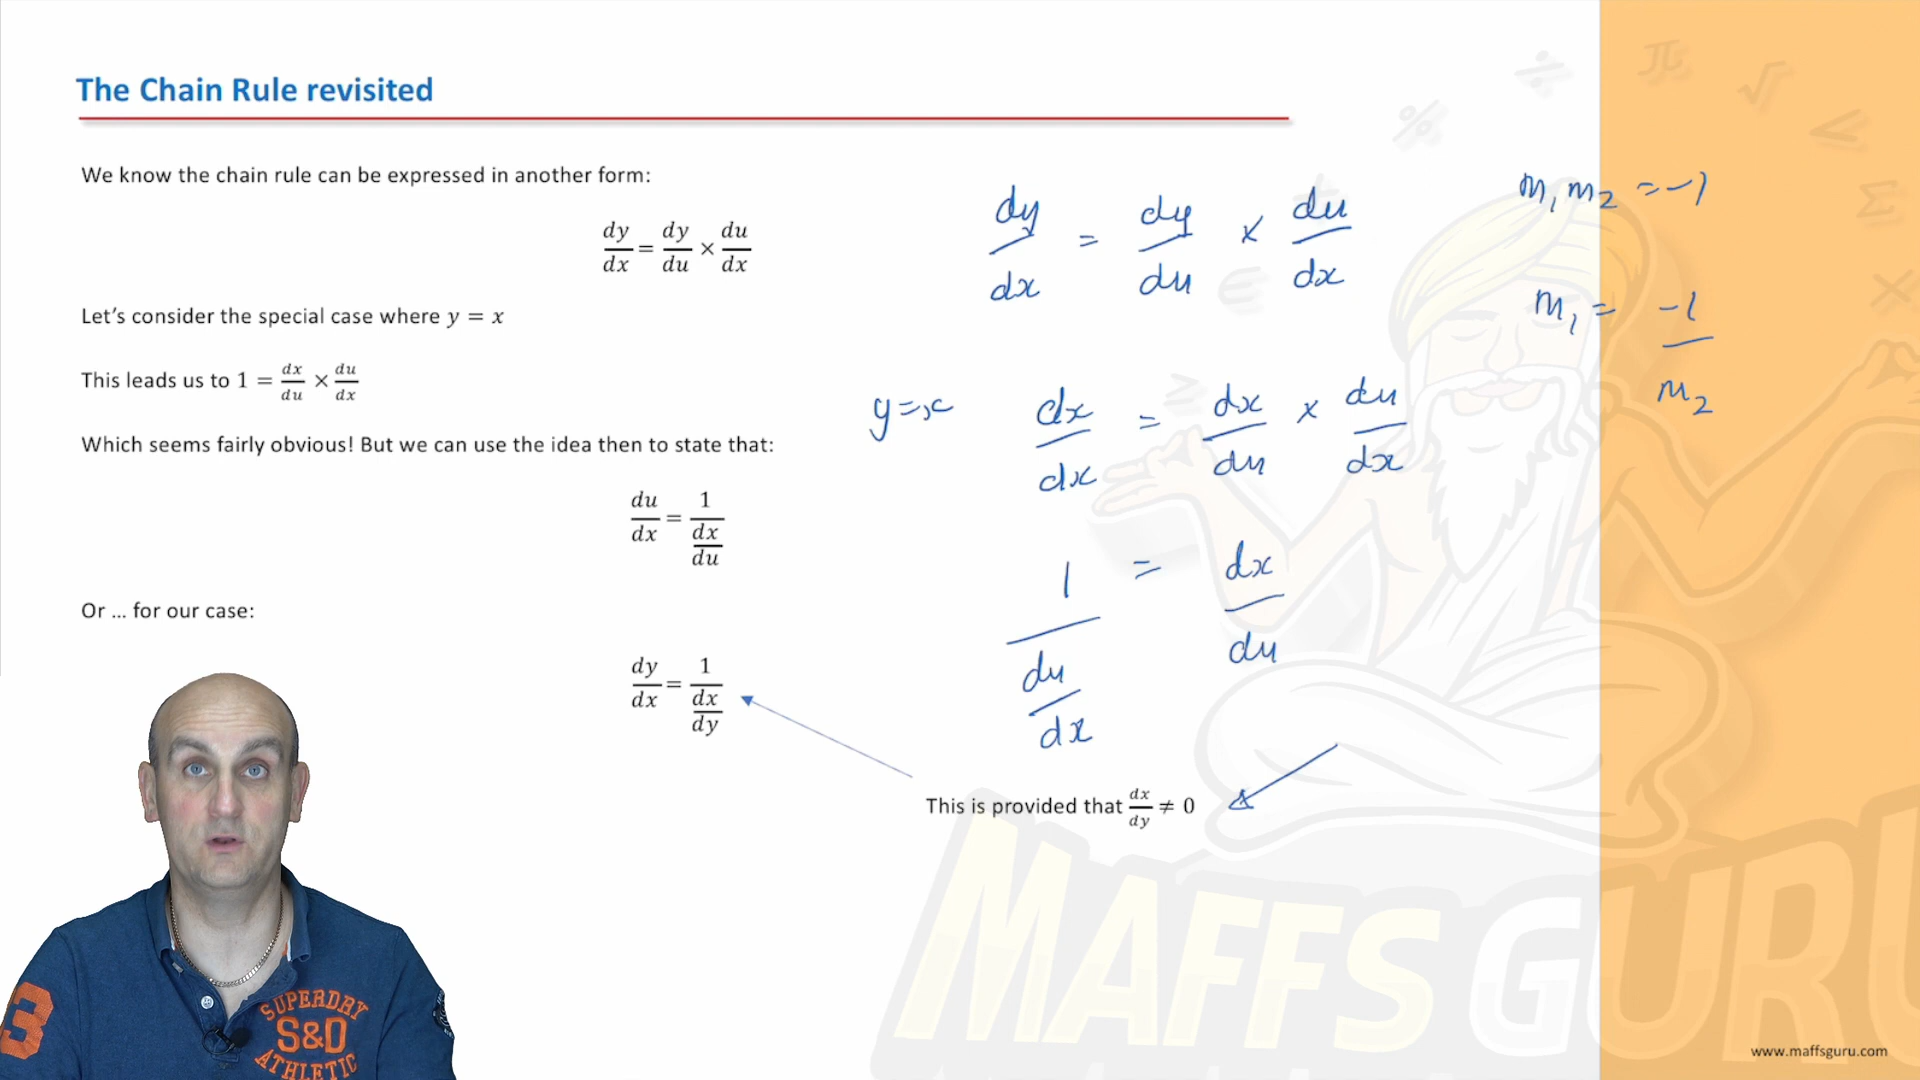 The Chain Rule revisited
We know the chain rule can be expressed in another form:
dy/dx = dy/du × du/dx
Let's consider the special case where y = x
This leads us to 1 = dx/du × du/dx
Which seems fairly obvious! But we can use the idea then to state that:
du/dx = 1/(dx/du)
Or ... for our case:
dy/dx = 1/(dx/dy)
This is provided that dx/dy ≠ 0
dy/dx = dy/du × du/dx
y=x dx/dx = dx/du × du/dx
1/(du/dx) = dx/du
m₁m₂ = -1
m₁ = -1/m₂
3
SUPERDRY
S&D
ATHLETIC
MAFFS GURU
www.maffsguru.com